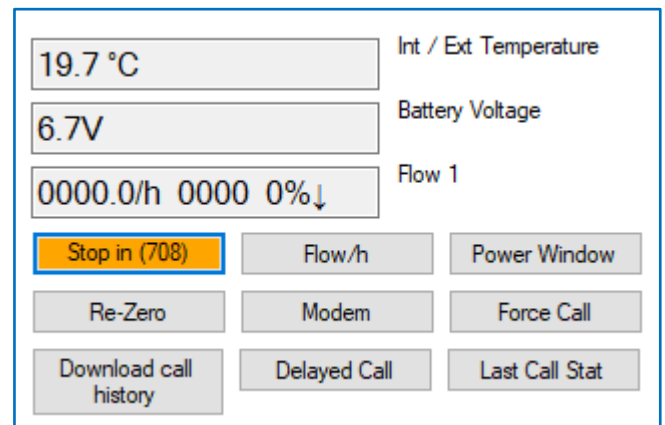 19.7 °C
Int / Ext Temperature
6.7V
Battery Voltage
0000.0/h 0000 0%↓
Flow 1
Stop in (708)
Flow/h
Power Window
Re-Zero
Modem
Force Call
Download call
history
Delayed Call
Last Call Stat